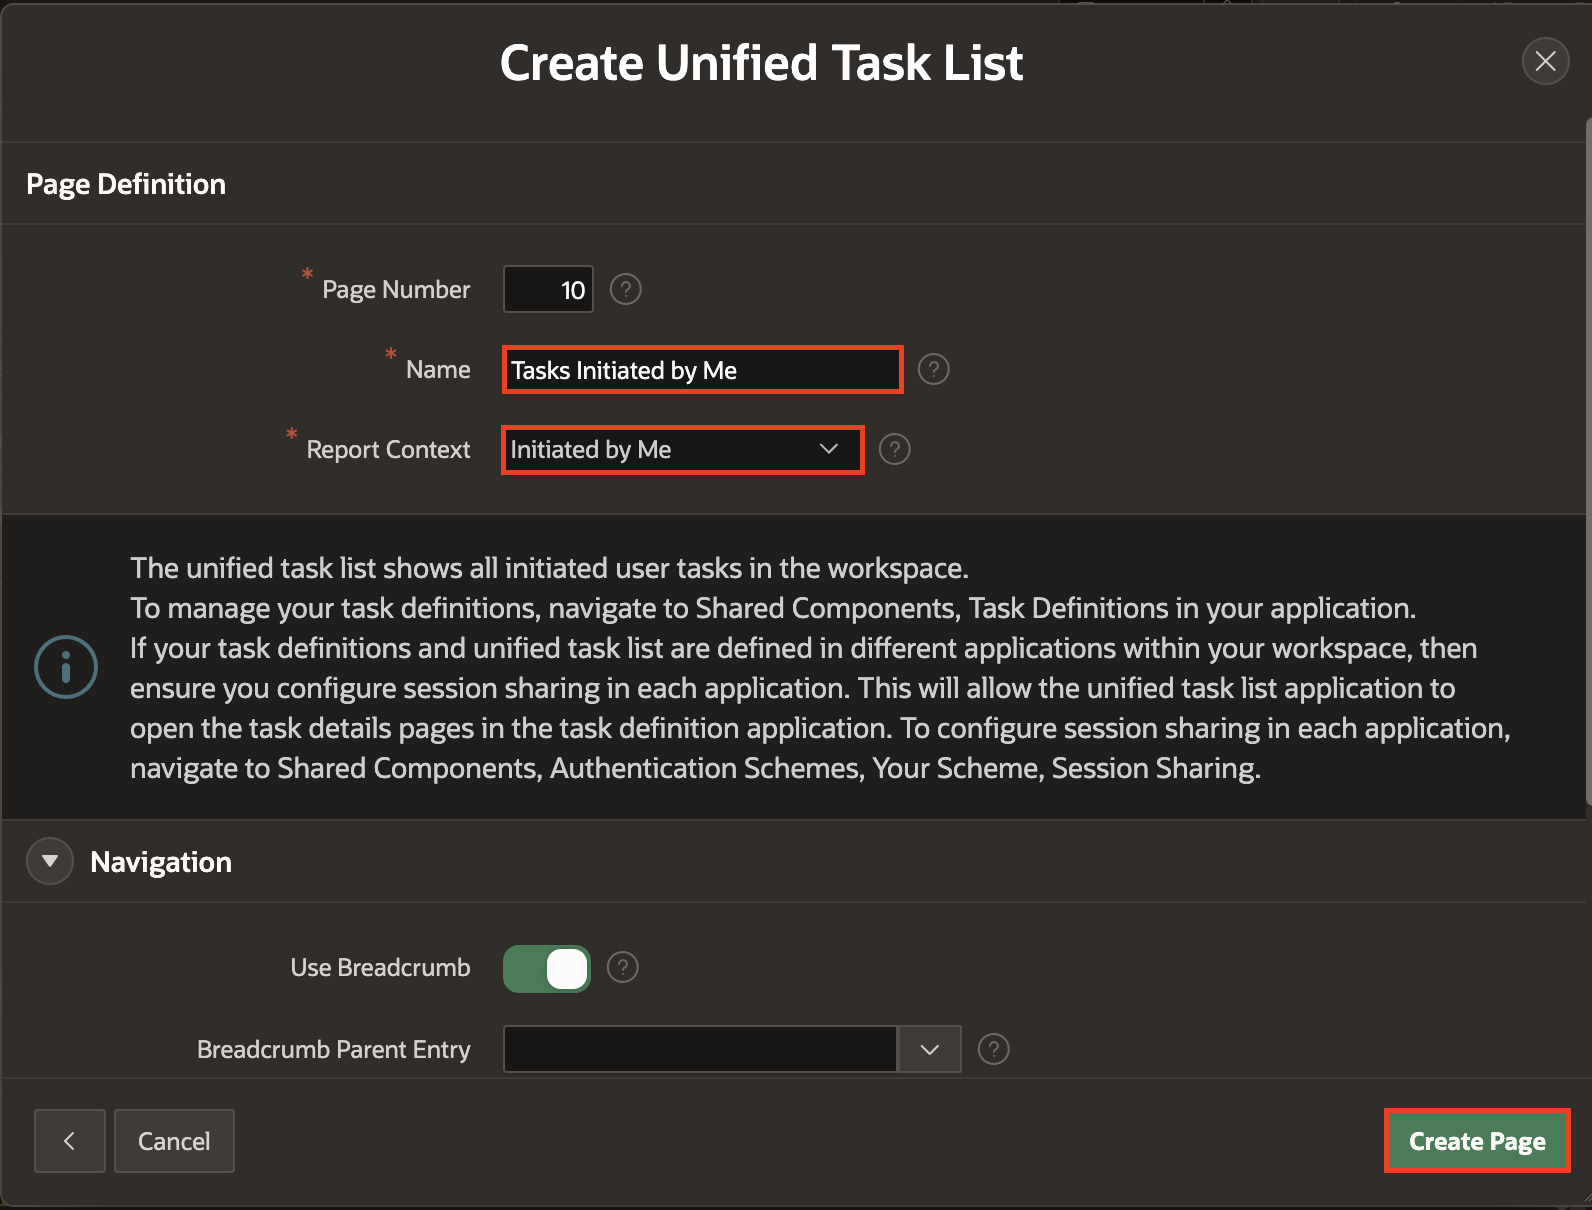 Create Unified Task List
Page Definition
* Page Number
10
?
* Name
Tasks Initiated by Me
?
* Report Context
Initiated by Me
?
The unified task list shows all initiated user tasks in the workspace.
To manage your task definitions, navigate to Shared Components, Task Definitions in your application.
If your task definitions and unified task list are defined in different applications within your workspace, then
ensure you configure session sharing in each application. This will allow the unified task list application to
open the task details pages in the task definition application. To configure session sharing in each application,
navigate to Shared Components, Authentication Schemes, Your Scheme, Session Sharing.
Navigation
Use Breadcrumb
?
Breadcrumb Parent Entry
?
Cancel
Create Page